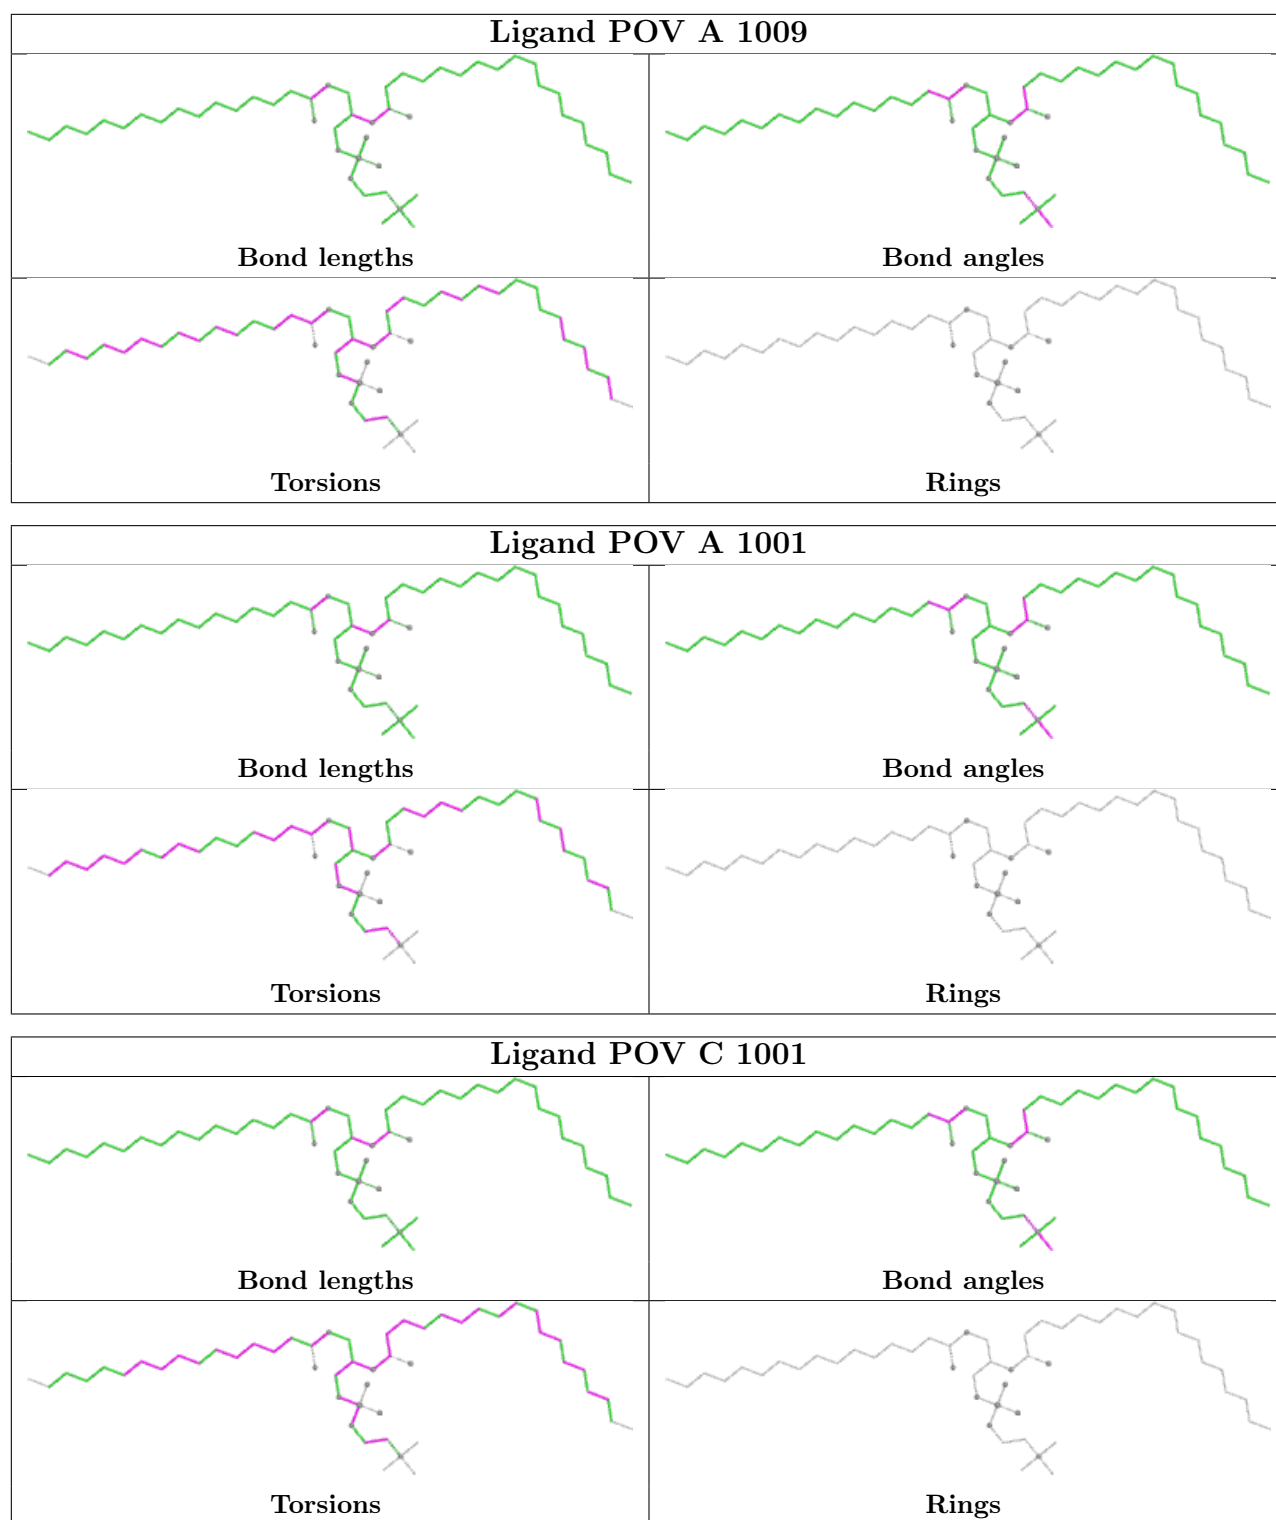 Ligand POV A 1009
Bond lengths
Bond angles
Torsions
Rings
Ligand POV A 1001
Bond lengths
Bond angles
Torsions
Rings
Ligand POV C 1001
Bond lengths
Bond angles
Torsions
Rings